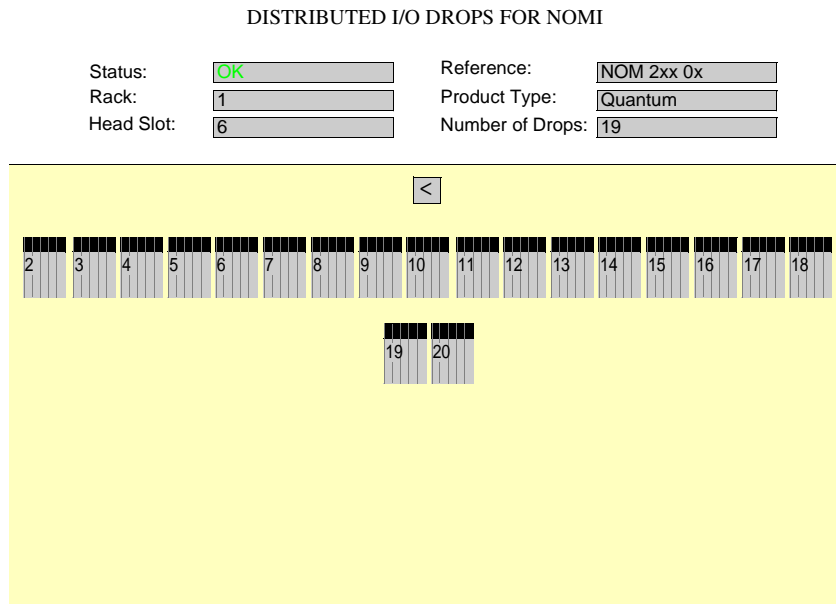 DISTRIBUTED I/O DROPS FOR NOMI
Status: OK Reference: NOM 2xx 0x
Rack: 1 Product Type: Quantum
Head Slot: 6 Number of Drops: 19
<
2 3 4 5 6 7 8 9 10 11 12 13 14 15 16 17 18
19 20